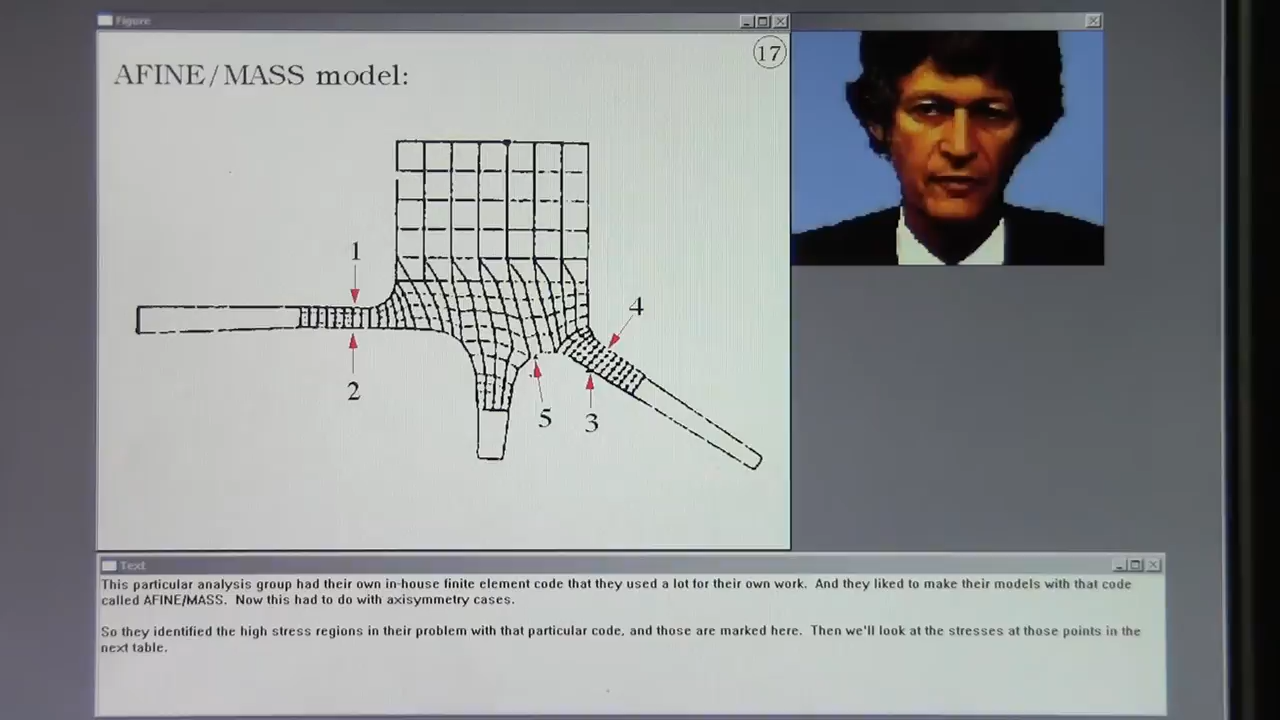 Figure
17
AFINE/MASS model:
1
4
2
5
3
Text
This particular analysis group had their own in-house finite element code that they used a lot for their own work. And they liked to make their models with that code
called AFINE/MASS. Now this had to do with axisymmetry cases.
So they identified the high stress regions in their problem with that particular code, and those are marked here. Then we'll look at the stresses at those points in the
next table.